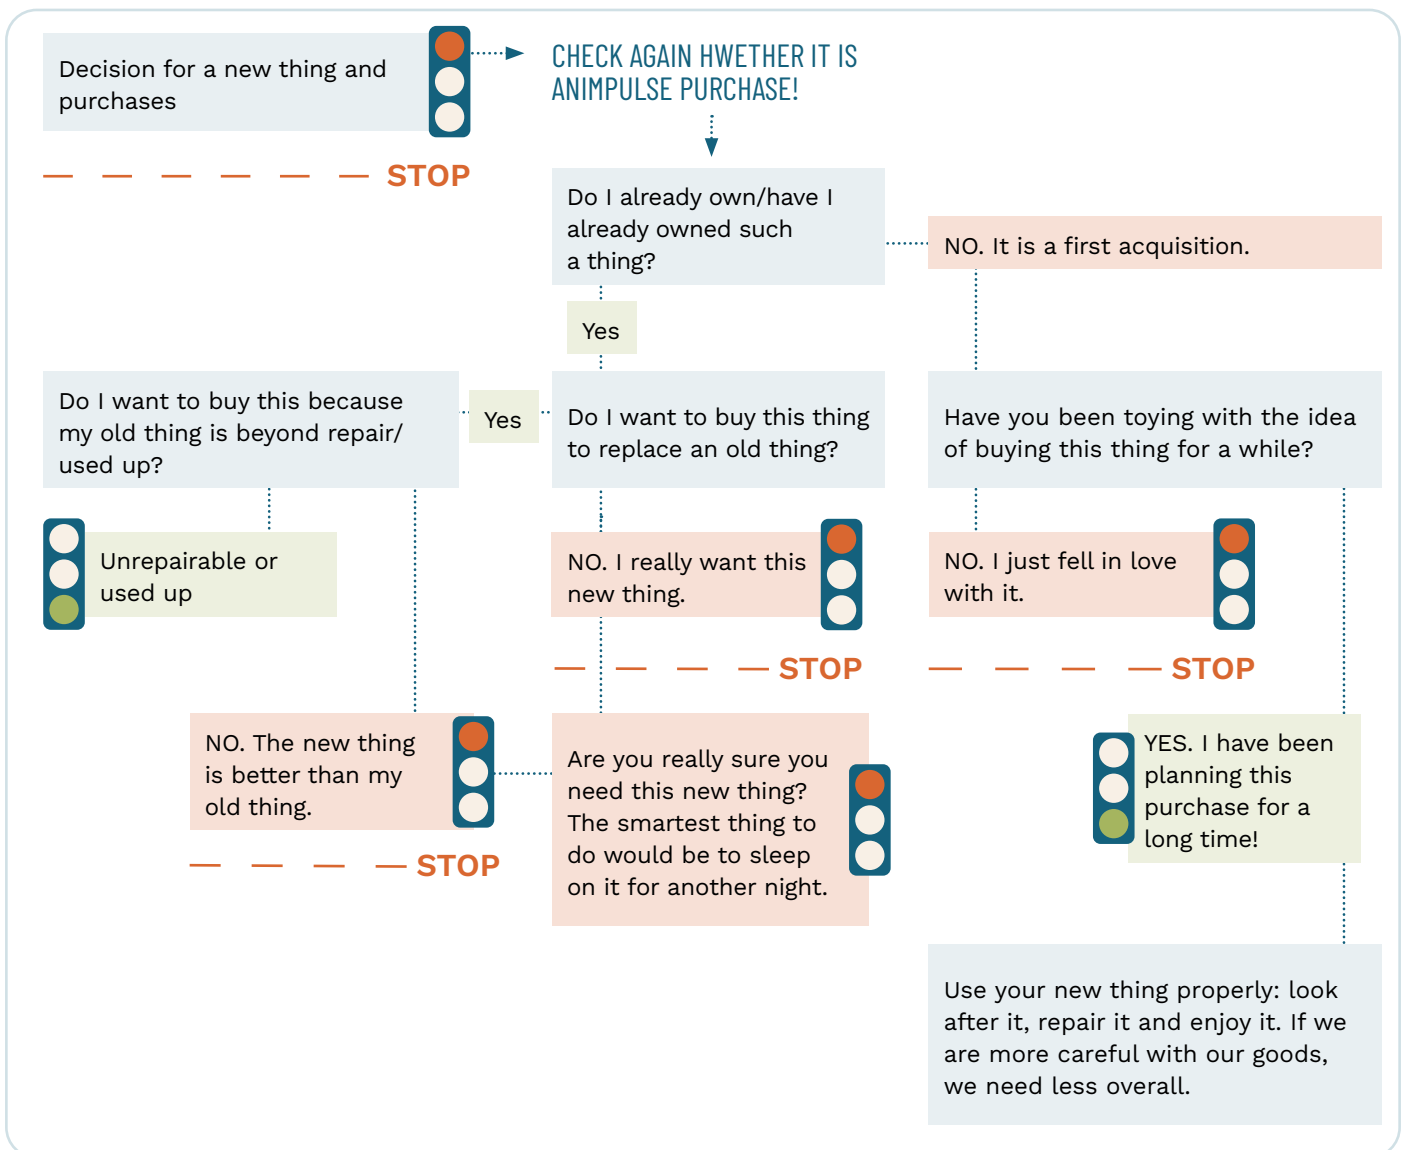 Decision for a new thing and
purchases
CHECK AGAIN HWETHER IT IS
ANIMPULSE PURCHASE!
STOP
Do I already own/have I
already owned such
a thing?
NO. It is a first acquisition.
Yes
Do I want to buy this because
my old thing is beyond repair/
used up?
Yes
Do I want to buy this thing
to replace an old thing?
Have you been toying with the idea
of buying this thing for a while?
Unrepairable or
used up
NO. I really want this
new thing.
NO. I just fell in love
with it.
STOP
STOP
NO. The new thing
is better than my
old thing.
STOP
Are you really sure you
need this new thing?
The smartest thing to
do would be to sleep
on it for another night.
YES. I have been
planning this
purchase for a
long time!
Use your new thing properly: look
after it, repair it and enjoy it. If we
are more careful with our goods,
we need less overall.